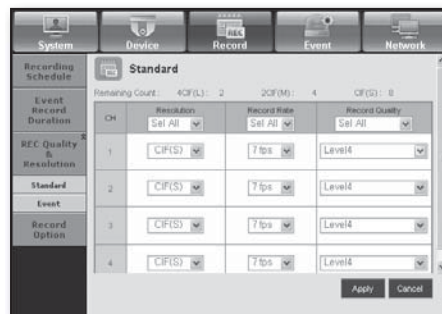 System Device Record Event Network
REC
Recording
Schedule
Event
Record
Duration
REC Quality
&
Resolution
Standard
Event
Record
Option
Standard
Remaining Count : 4CIF(L) : 2 2CIF(M) : 4 CIF(S) : 8
CH Resolution Record Rate Record Quality
Sel All Sel All Sel All
1 CIF(S) 7 fps Level4
2 CIF(S) 7 fps Level4
3 CIF(S) 7 fps Level4
4 CIF(S) 7 fps Level4
Apply Cancel